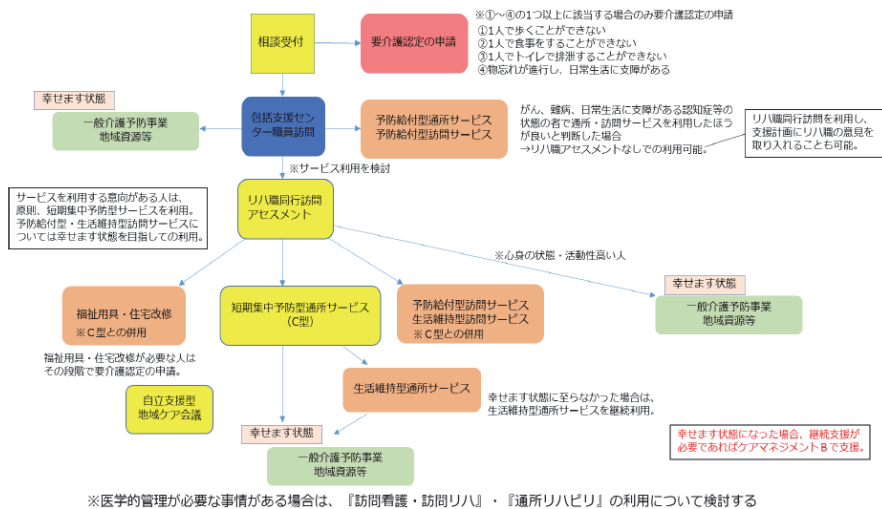 ※①～④の1つ以上に該当する場合のみ要介護認定の申請
①1人で歩くことができない
②1人で食事をすることができない
③1人でトイレで排泄することができない
④物忘れが進行し、日常生活に支障がある
相談受付
要介護認定の申請
幸せます状態
一般介護予防事業
地域資源等
包括支援セン
ター職員訪問
予防給付型通所サービス
予防給付型訪問サービス
がん、難病、日常生活に支障がある認知症等の
状態の者で通所・訪問サービスを利用したほう
が良いと判断した場合
→リハ職アセスメントなしでの利用可能。
リハ職同行訪問を利用し、
支援計画にリハ職の意見を
取り入れることも可能。
※サービス利用を検討
サービスを利用する意向がある人は、
原則、短期集中予防型サービスを利用。
予防給付型・生活維持型訪問サービスに
ついては幸せます状態を目指しての利用。
リハ職同行訪問
アセスメント
※心身の状態・活動性高い人
幸せます状態
一般介護予防事業
地域資源等
福祉用具・住宅改修
※C型との併用
短期集中予防型通所サービス
（C型）
予防給付型訪問サービス
生活維持型訪問サービス
※C型との併用
福祉用具・住宅改修が必要な人は
その段階で要介護認定の申請。
生活維持型通所サービス
幸せます状態に至らなかった場合は、
生活維持型通所サービスを継続利用。
自立支援型
地域ケア会議
幸せます状態
一般介護予防事業
地域資源等
幸せます状態になった場合、継続支援が
必要であればケアマネジメントBで支援。
※医学的管理が必要な事情がある場合は、『訪問看護・訪問リハ』・『通所リハビリ』の利用について検討する